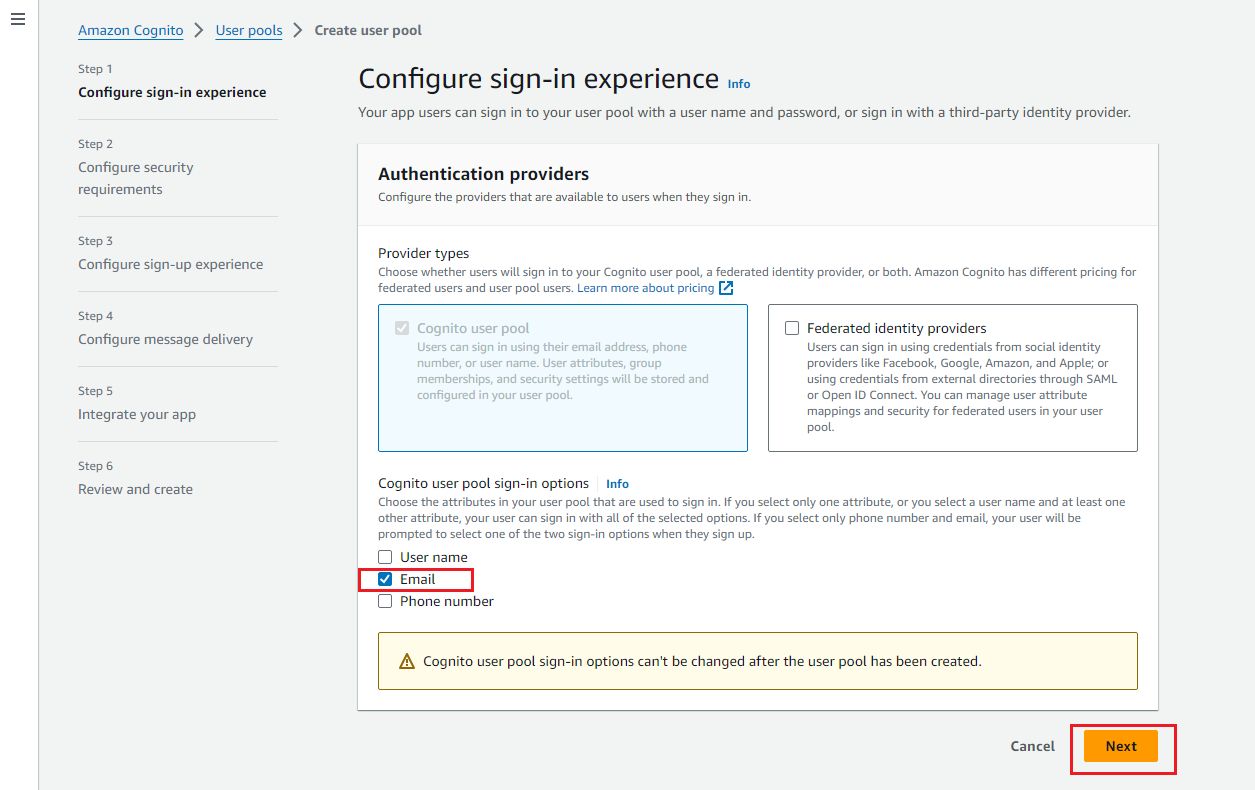 Amazon Cognito > User pools > Create user pool
Step 1
Configure sign-in experience
Step 2
Configure security
requirements
Step 3
Configure sign-up experience
Step 4
Configure message delivery
Step 5
Integrate your app
Step 6
Review and create
Configure sign-in experience Info
Your app users can sign in to your user pool with a user name and password, or sign in with a third-party identity provider.
Authentication providers
Configure the providers that are available to users when they sign in.
Provider types
Choose whether users will sign in to your Cognito user pool, a federated identity provider, or both. Amazon Cognito has different pricing for
federated users and user pool users. Learn more about pricing
Cognito user pool
Users can sign in using their email address, phone
number, or user name. User attributes, group
memberships, and security settings will be stored and
configured in your user pool.
Federated identity providers
Users can sign in using credentials from social identity
providers like Facebook, Google, Amazon, and Apple; or
using credentials from external directories through SAML
or Open ID Connect. You can manage user attribute
mappings and security for federated users in your user
pool.
Cognito user pool sign-in options Info
Choose the attributes in your user pool that are used to sign in. If you select only one attribute, or you select a user name and at least one
other attribute, your user can sign in with all of the selected options. If you select only phone number and email, your user will be
prompted to select one of the two sign-in options when they sign up.
User name
Email
Phone number
Cognito user pool sign-in options can't be changed after the user pool has been created.
Cancel Next